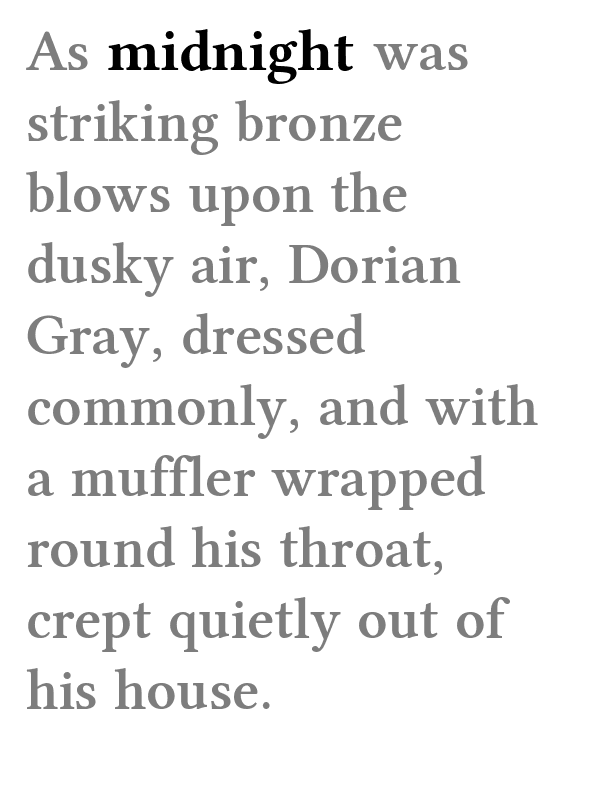 As midnight was
striking bronze
blows upon the
dusky air, Dorian
Gray, dressed
commonly, and with
a muffler wrapped
round his throat,
crept quietly out of
his house.